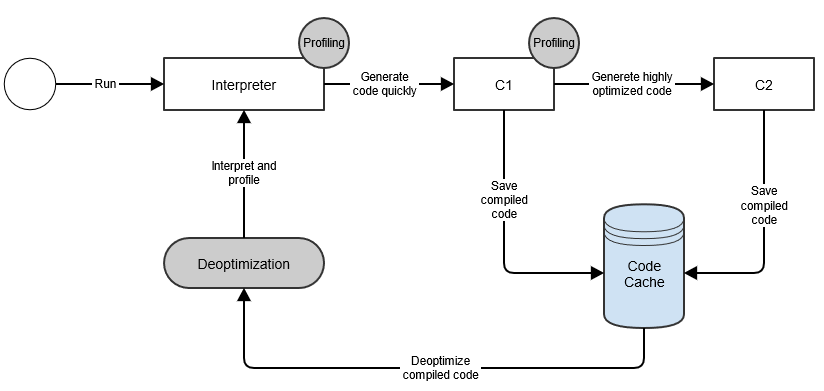 Profiling
Profiling
Run
Interpreter
Generate
code quickly
C1
Generete highly
optimized code
C2
Interpret and
profile
Save
compiled
code
Save
compiled
code
Deoptimization
Code
Cache
Deoptimize
compiled code